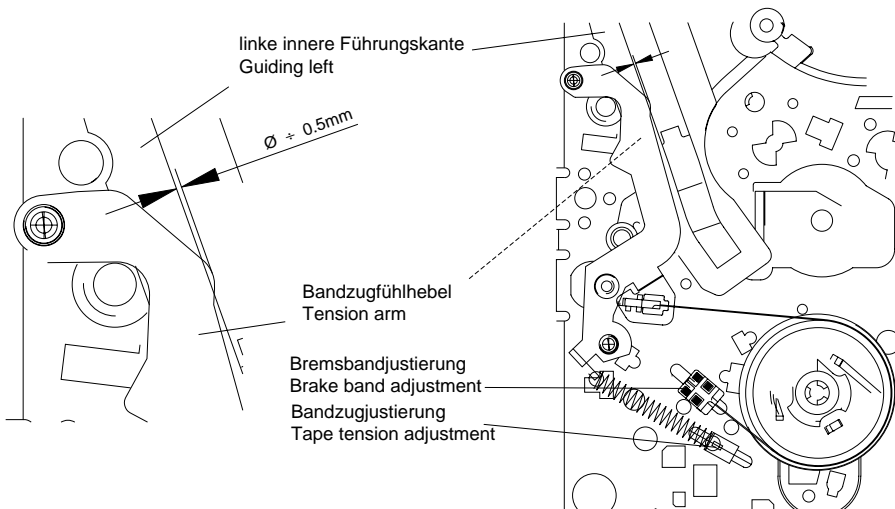 linke innere Führungskante
Guiding left
Ø ÷ 0.5mm
Bandzugfühlhebel
Tension arm
Bremsbandjustierung
Brake band adjustment
Bandzugjustierung
Tape tension adjustment